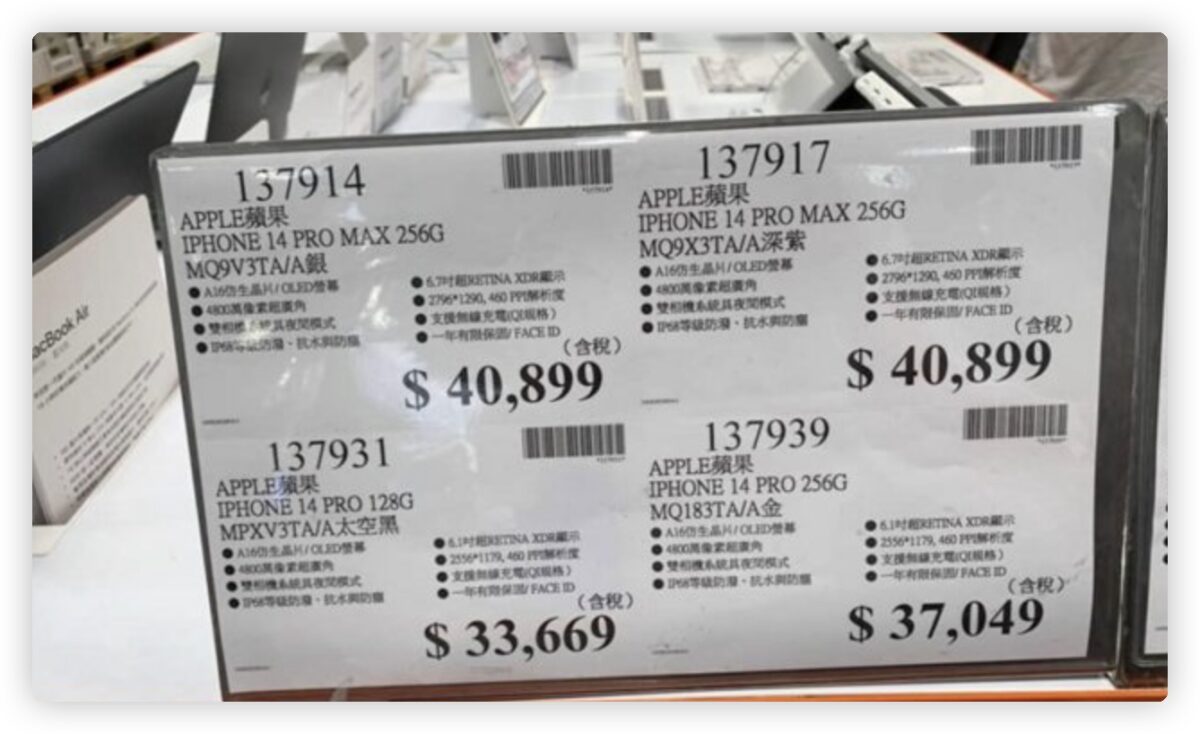 137914
APPLE蘋果
IPHONE 14 PRO MAX 256G
MQ9V3TA/A銀
●A16仿生晶片/OLED螢幕
●4800萬像素超廣角
●雙相機系統具夜間模式
●IP68等級防潑、抗水與防塵
●6.7吋超RETINA XDR顯示
●2796*1290, 460 PPI解析度
●支援無線充電(QI規格)
●一年有限保固/ FACE ID
(含稅)
$ 40,899
137917
APPLE蘋果
IPHONE 14 PRO MAX 256G
MQ9X3TA/A深紫
●A16仿生晶片/OLED螢幕
●4800萬像素超廣角
●雙相機系統具夜間模式
●IP68等級防潑、抗水與防塵
●6.7吋超RETINA XDR顯示
●2796*1290, 460 PPI解析度
●支援無線充電(QI規格)
●一年有限保固/ FACE ID
(含稅)
$ 40,899
137931
APPLE蘋果
IPHONE 14 PRO 128G
MPXV3TA/A太空黑
●A16仿生晶片/OLED螢幕
●4800萬像素超廣角
●雙相機系統具夜間模式
●IP68等級防潑、抗水與防塵
●6.1吋超RETINA XDR顯示
●2556*1179, 460 PPI解析度
●支援無線充電(QI規格)
●一年有限保固/ FACE ID
(含稅)
$ 33,669
137939
APPLE蘋果
IPHONE 14 PRO 256G
MQ183TA/A金
●A16仿生晶片/OLED螢幕
●4800萬像素超廣角
●雙相機系統具夜間模式
●IP68等級防潑、抗水與防塵
●6.1吋超RETINA XDR顯示
●2556*1179, 460 PPI解析度
●支援無線充電(QI規格)
●一年有限保固/ FACE ID
(含稅)
$ 37,049
acBook Air